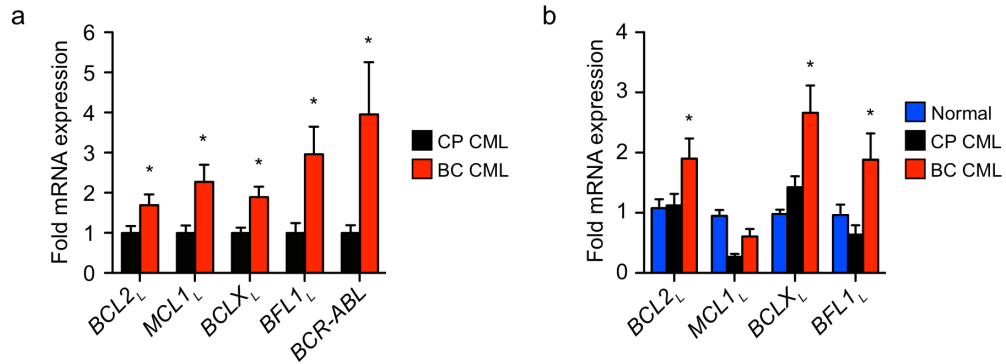 a
Fold mRNA expression
6
5
4
3
2
1
0
* * * * *
BCL2L MCL1L BCLXL BFL1L BCR-ABL
CP CML
BC CML
b
Fold mRNA expression
4
3
2
1
0
* * *
BCL2L MCL1L BCLXL BFL1L
Normal
CP CML
BC CML